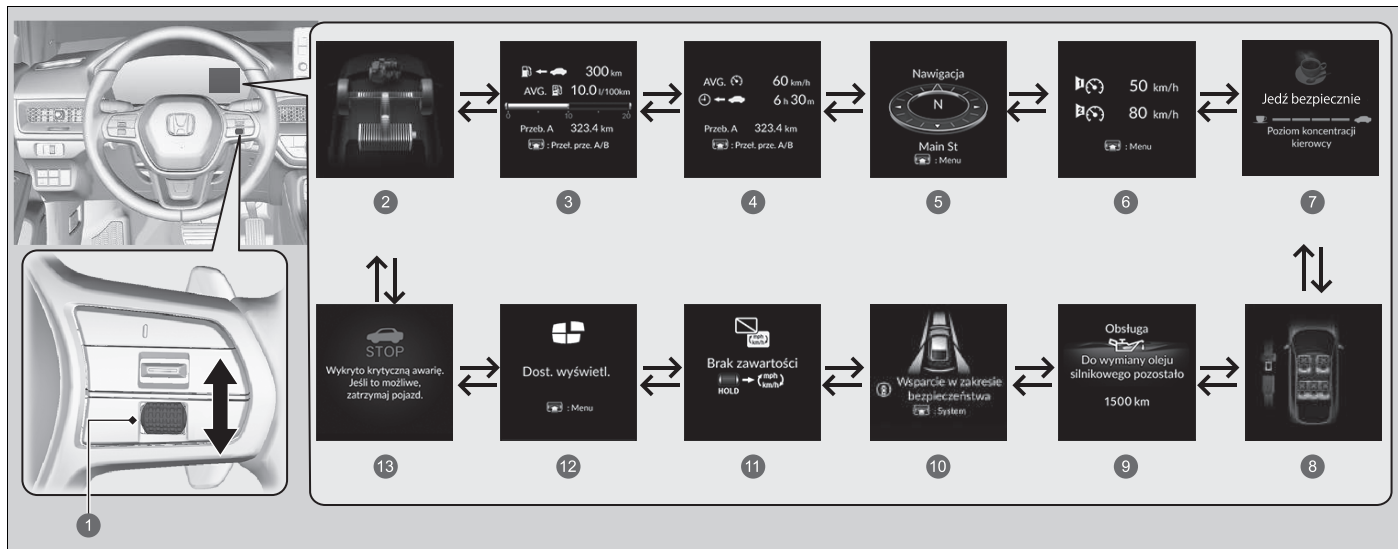 300 km
AVG. 10.0 l/100km
0 10 20
Przeb. A 323.4 km
: Przeł. prze. A/B
2
3
AVG. 60 km/h
6 h 30 m
Przeb. A 323.4 km
: Przeł. prze. A/B
4
Nawigacja
N
Main St
: Menu
5
1 50 km/h
2 80 km/h
: Menu
6
Jedź bezpiecznie
Poziom koncentracji
kierowcy
7
STOP
Wykryto krytyczną awarię.
Jeśli to możliwe,
zatrzymaj pojazd.
13
Dost. wyświetl.
: Menu
12
mph
km/h
Brak zawartości
HOLD
mph
km/h
11
Wsparcie w zakresie
bezpieczeństwa
: System
10
Obsługa
Do wymiany oleju
silnikowego pozostało
1500 km
9
8
1